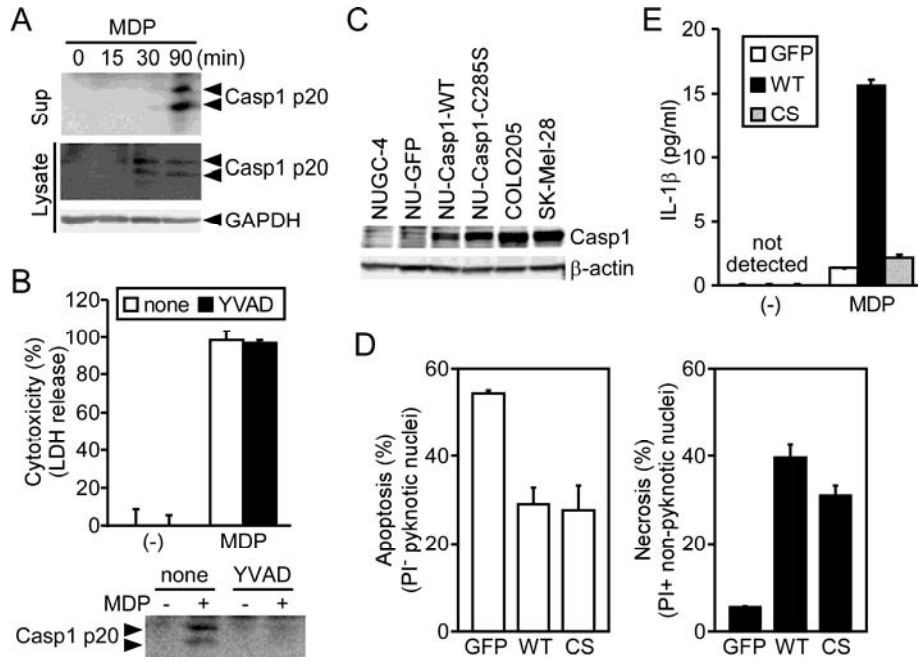 A
MDP
0 15 30 90 (min)
Sup
Casp1 p20
Lysate
Casp1 p20
GAPDH
B
none YVAD
Cytotoxicity (%)
(LDH release)
120
100
80
60
40
20
0
(-) MDP
none YVAD
MDP - + - +
Casp1 p20
C
NUGC-4
NU-GFP
NU-Casp1-WT
NU-Casp1-C285S
COLO205
SK-Mel-28
Casp1
β-actin
D
Apoptosis (%)
(PI⁻ pyknotic nuclei)
60
40
20
0
GFP WT CS
Necrosis (%)
(PI+ non-pyknotic nuclei)
60
40
20
0
GFP WT CS
E
GFP
WT
CS
IL-1β (pg/ml)
20
15
10
5
0
not
detected
(-) MDP